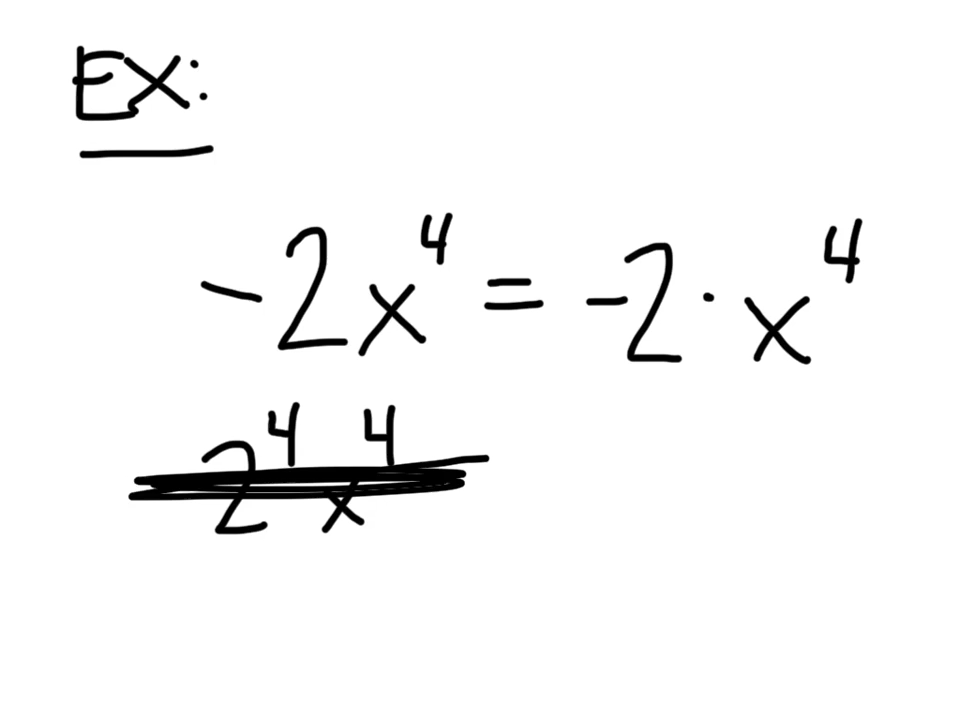 Ex:
-2x⁴ = -2 · x⁴
2⁴x⁴